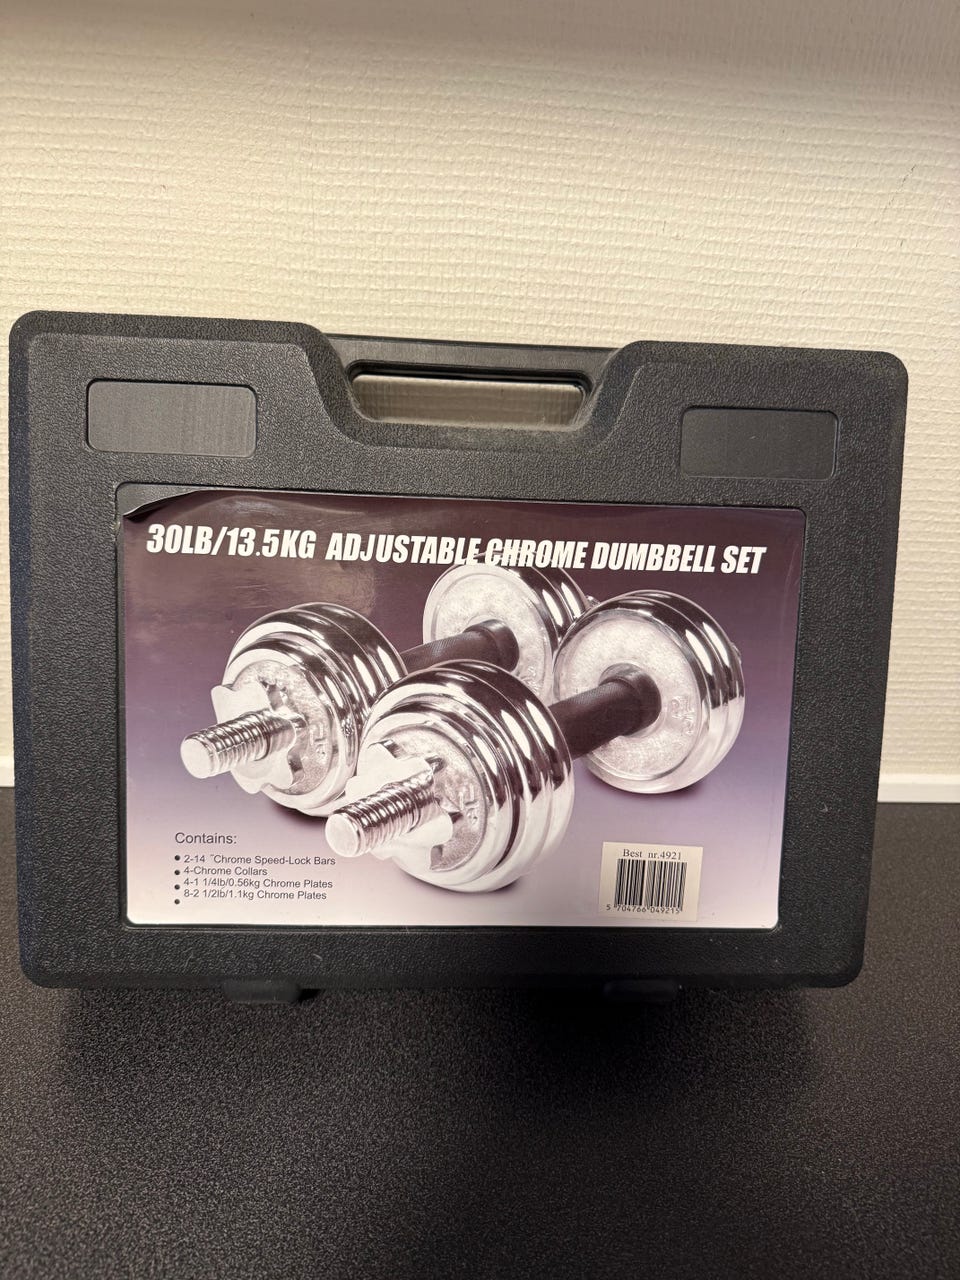 30LB/13.5KG ADJUSTABLE CHROME DUMBBELL SET
Contains:
• 2-14 ˝Chrome Speed-Lock Bars
• 4-Chrome Collars
• 4-1 1/4lb/0.56kg Chrome Plates
• 8-2 1/2lb/1.1kg Chrome Plates
•
Best nr.4921
5 704766 049215